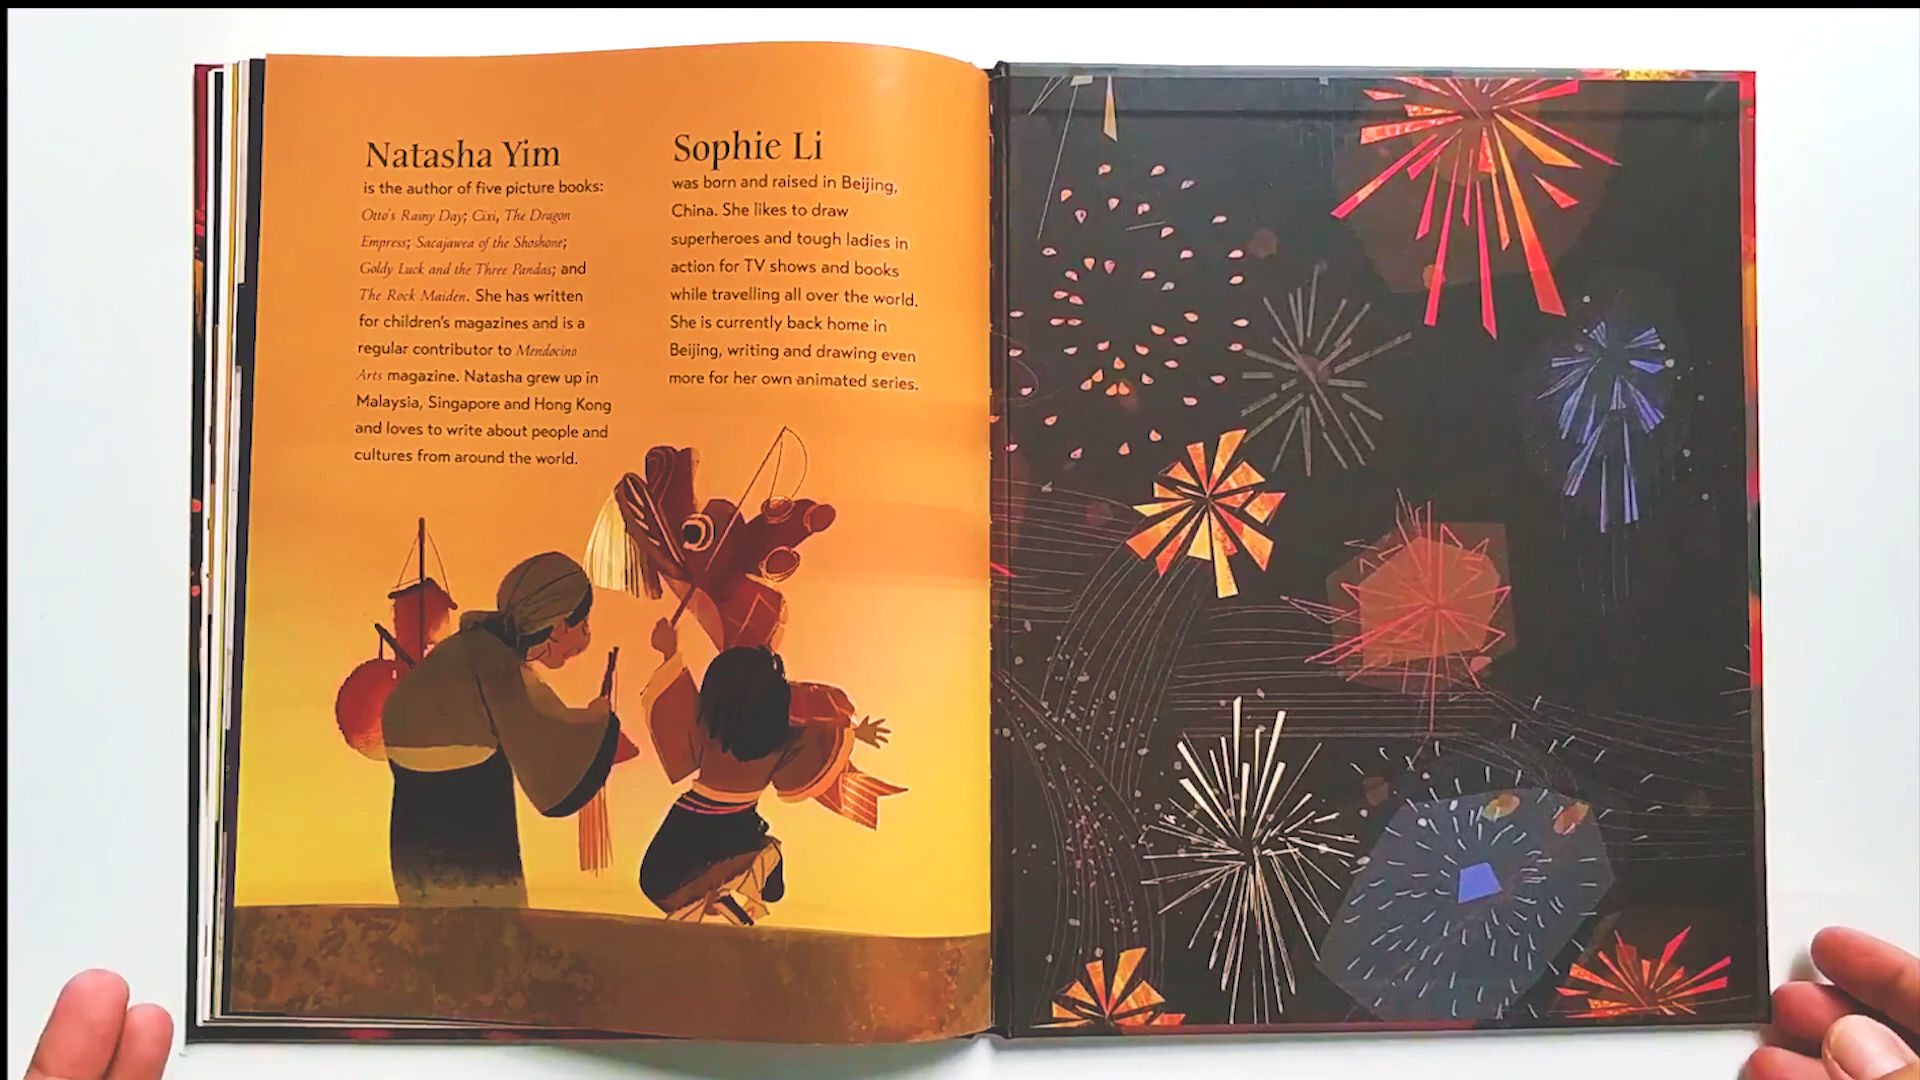 Natasha Yim
is the author of five picture books:
Otto's Rainy Day; Cixi, The Dragon
Empress; Sacajawea of the Shoshone;
Goldy Luck and the Three Pandas; and
The Rock Maiden. She has written
for children's magazines and is a
regular contributor to Mendocino
Arts magazine. Natasha grew up in
Malaysia, Singapore and Hong Kong
and loves to write about people and
cultures from around the world.
Sophie Li
was born and raised in Beijing,
China. She likes to draw
superheroes and tough ladies in
action for TV shows and books
while travelling all over the world.
She is currently back home in
Beijing, writing and drawing even
more for her own animated series.